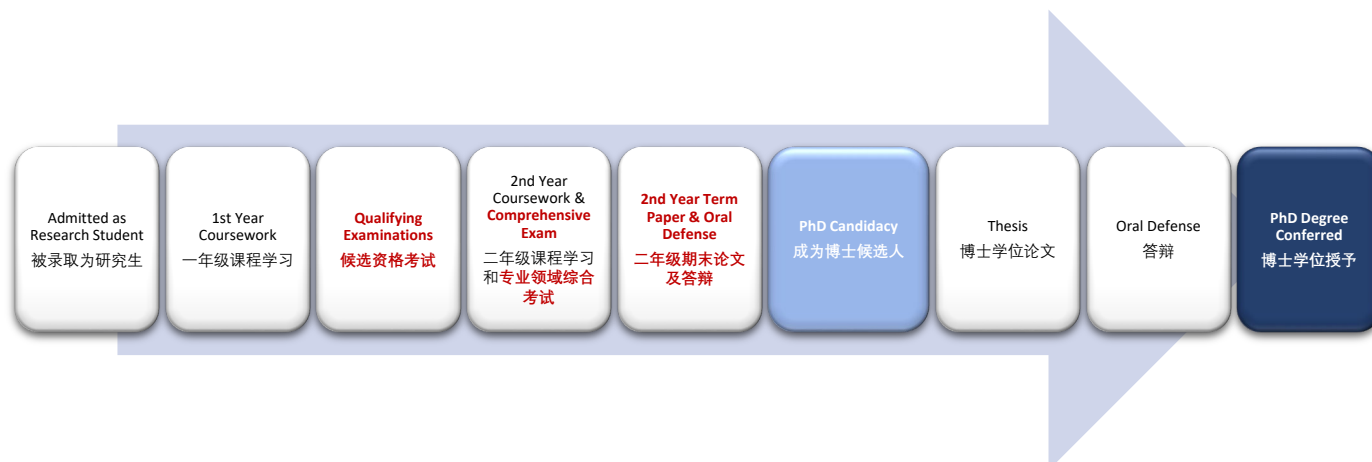 Admitted as
Research Student
被录取为研究生
1st Year
Coursework
一年级课程学习
Qualifying
Examinations
候选资格考试
2nd Year
Coursework &
Comprehensive
Exam
二年级课程学习
和专业领域综合
考试
2nd Year Term
Paper & Oral
Defense
二年级期末论文
及答辩
PhD Candidacy
成为博士候选人
Thesis
博士学位论文
Oral Defense
答辩
PhD Degree
Conferred
博士学位授予